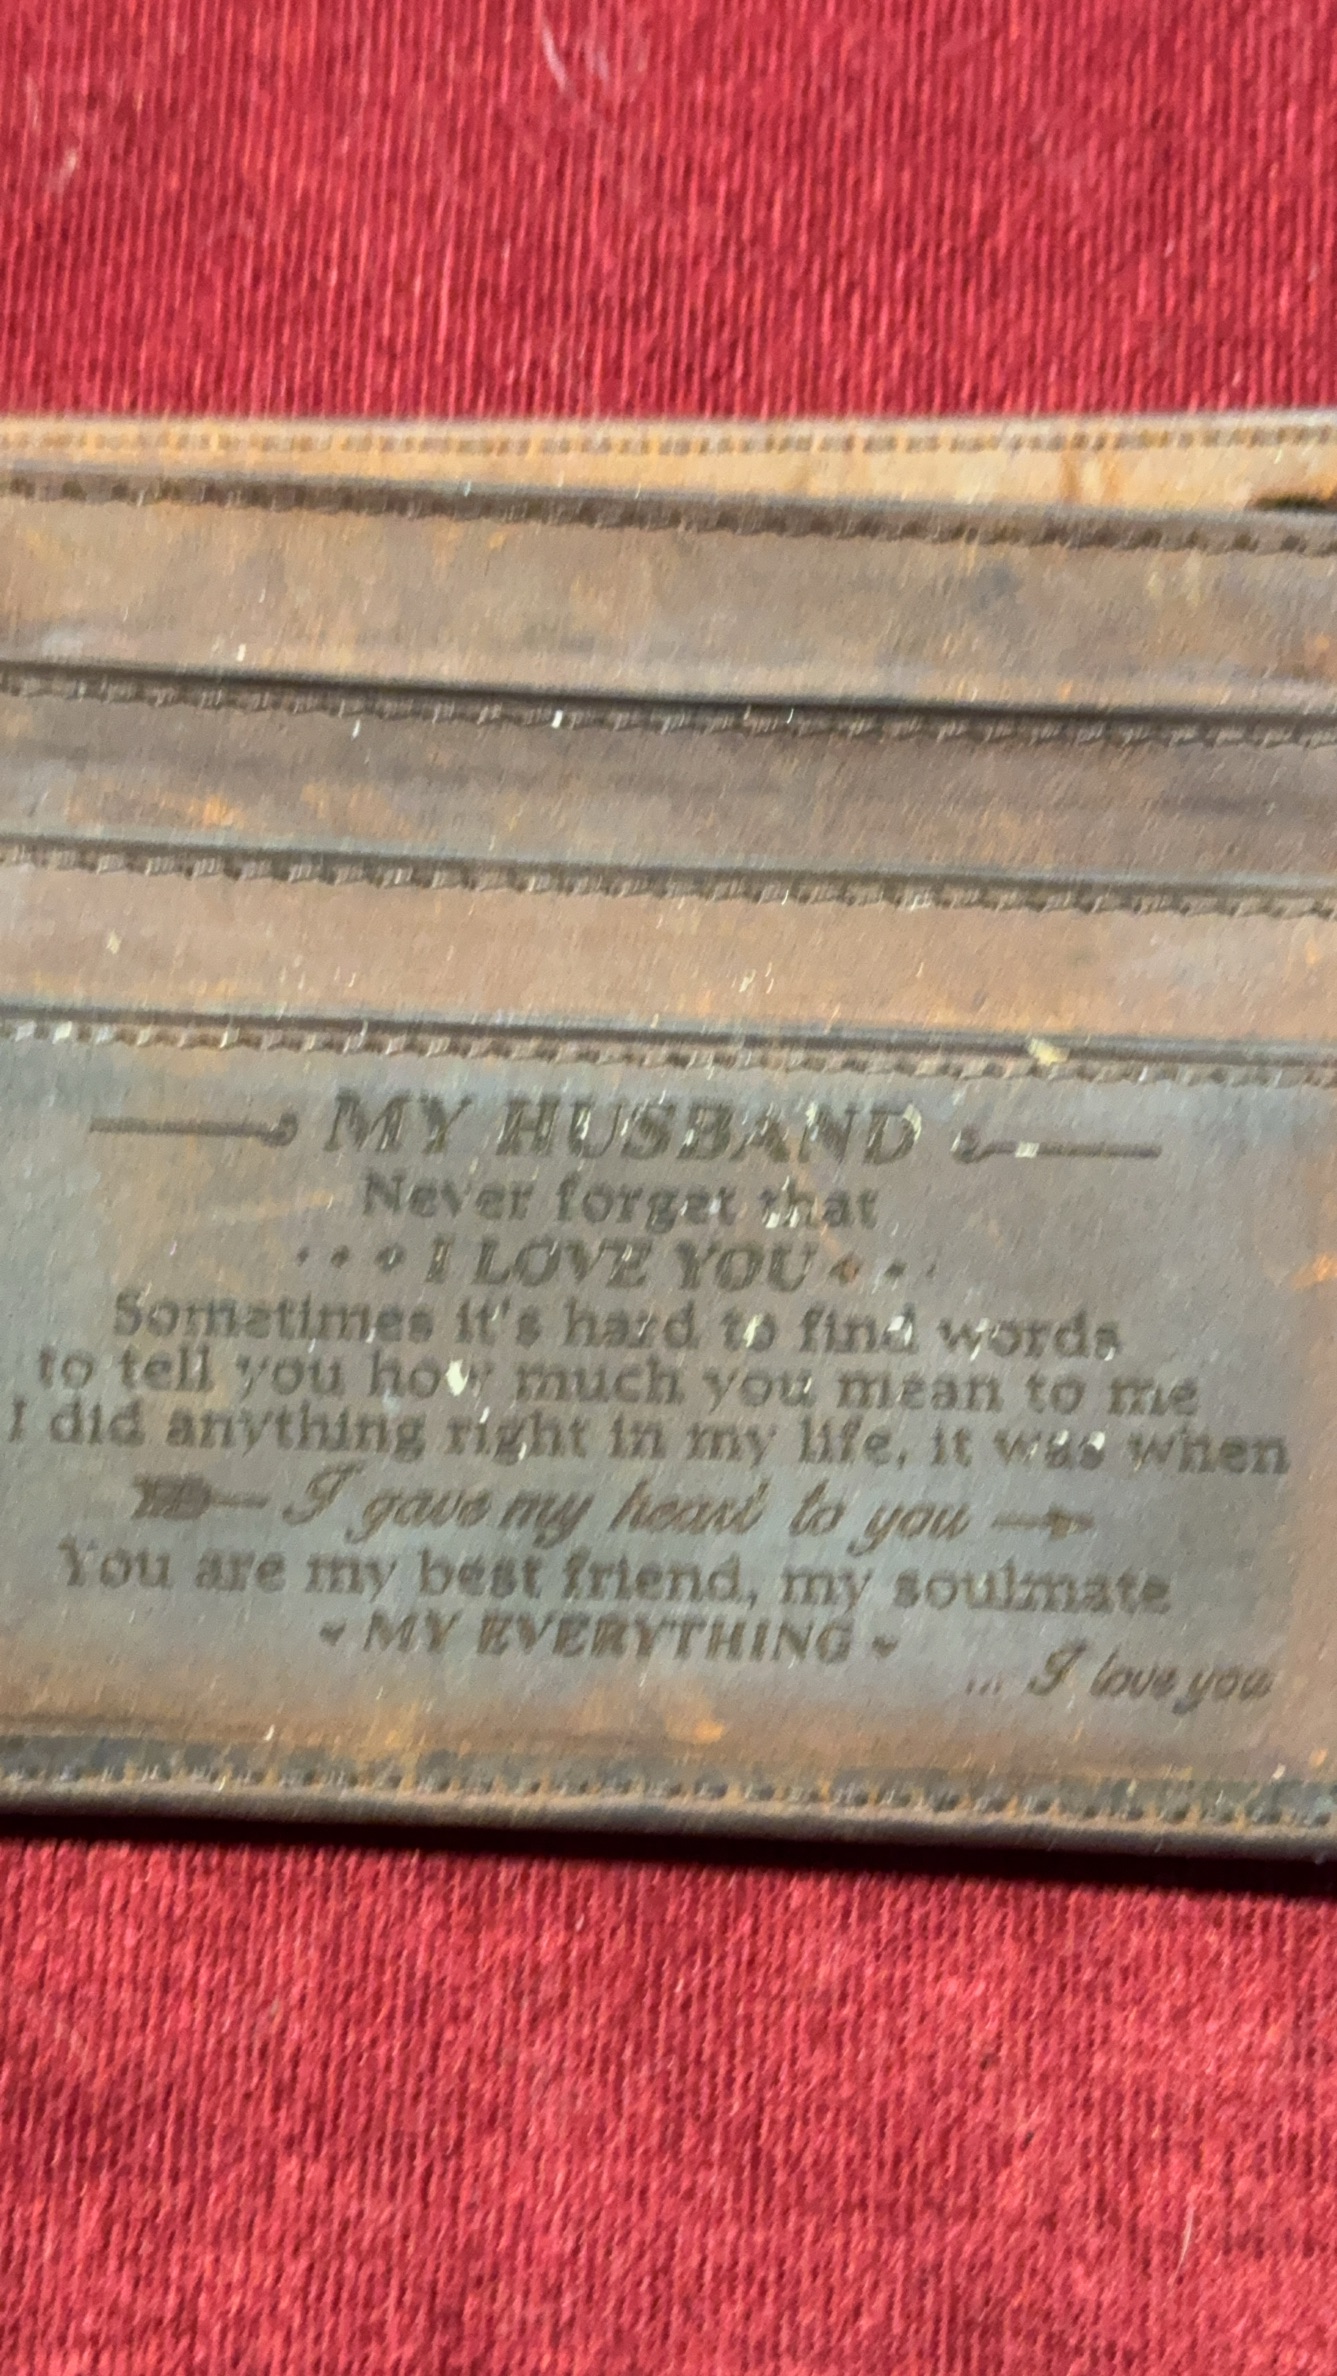 MY HUSBAND
Never forget that
I LOVE YOU
Sometimes it's hard to find words
to tell you how much you mean to me
I did anything right in my life, it was when
I gave my heart to you
You are my best friend, my soulmate
MY EVERYTHING
... I love you